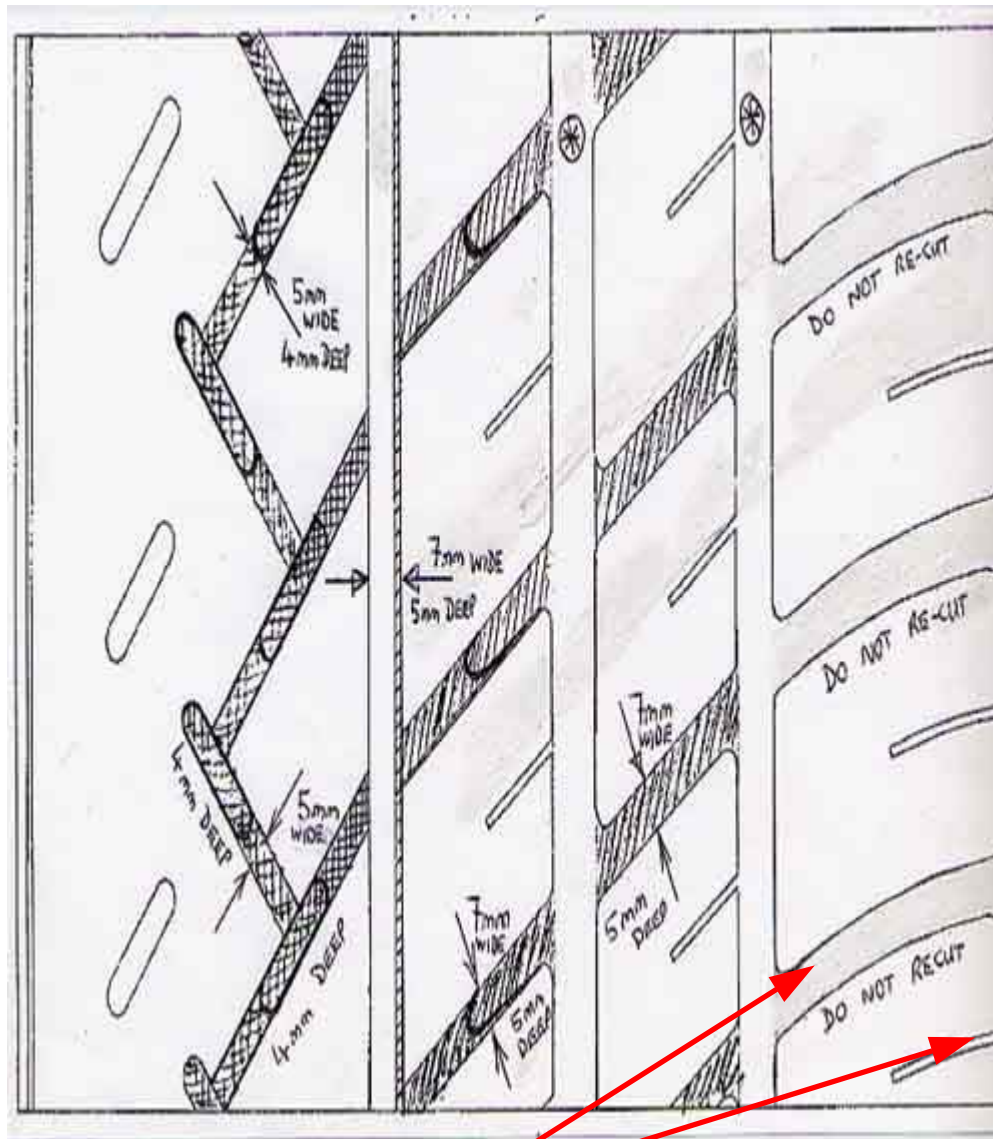 DO NOT RE-CUT
5mm
WIDE
4mm DEEP
7mm WIDE
5mm DEEP
DO NOT RE-CUT
7mm
WIDE
4mm DEEP
5mm
WIDE
5mm
DEEP
7mm
WIDE
DO NOT RECUT
4mm DEEP
5mm
DEEP